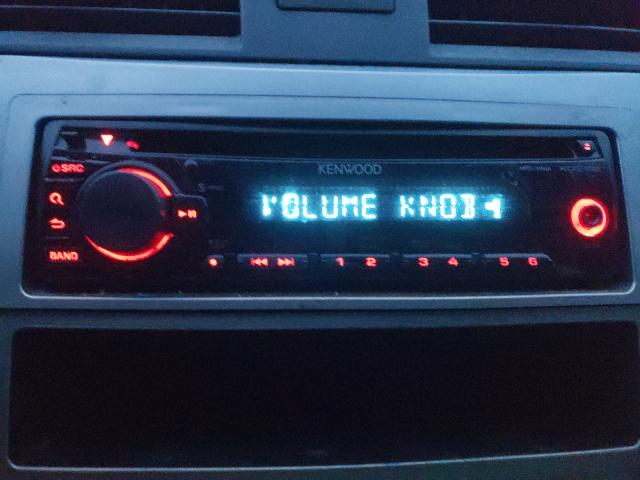 SRC
KENWOOD
VOLUME KNOB
BAND
1 2 3 4 5 6